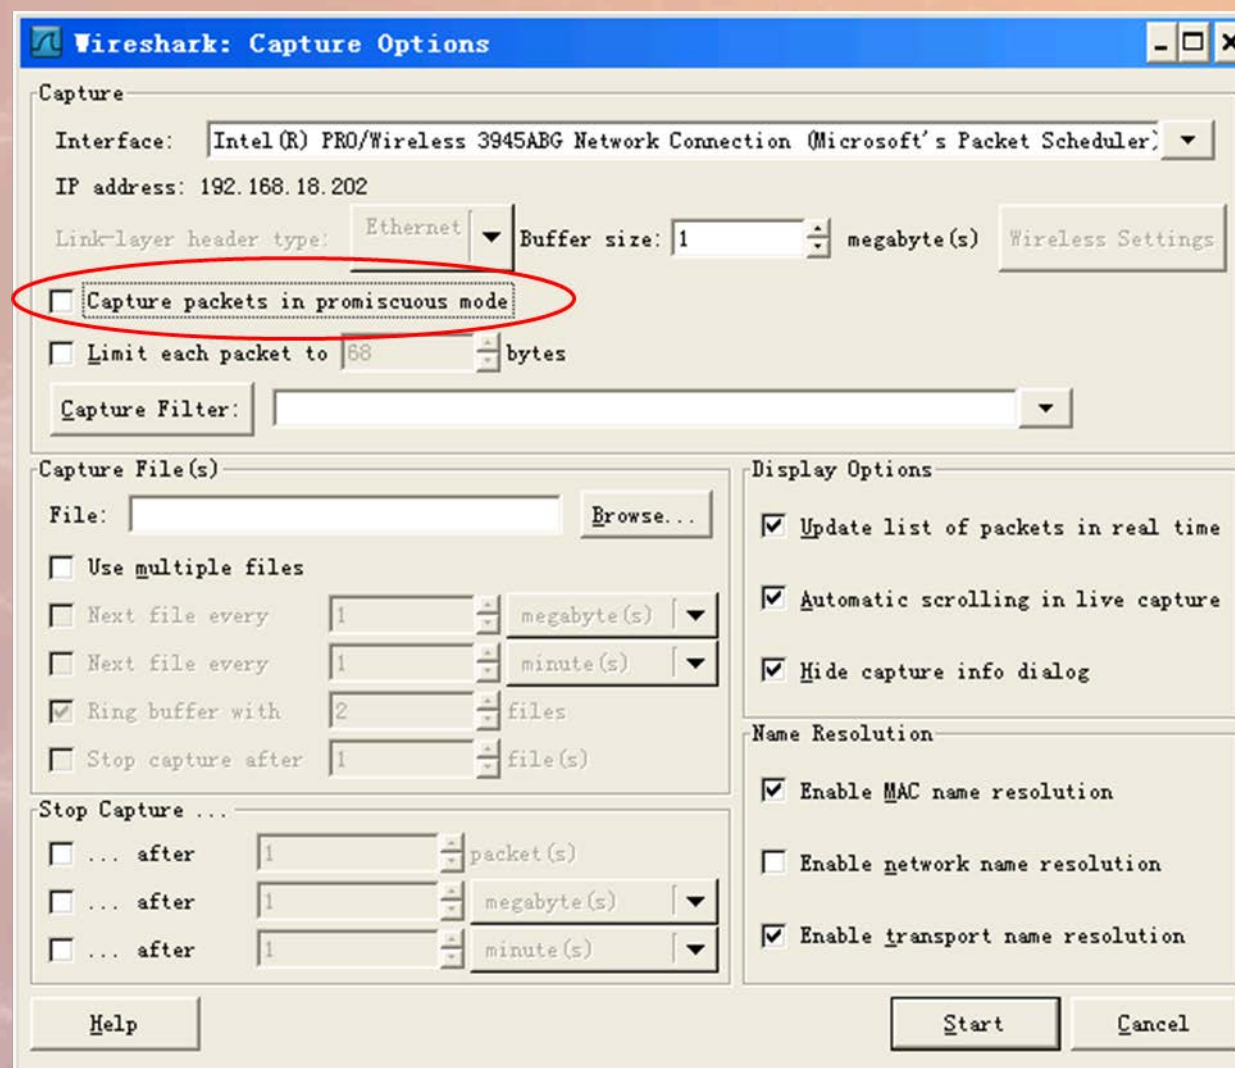 Wireshark: Capture Options
Capture
Interface: Intel(R) PRO/Wireless 3945ABG Network Connection (Microsoft's Packet Scheduler)
IP address: 192.168.18.202
Link-layer header type: Ethernet Buffer size: 1 megabyte(s) Wireless Settings
Capture packets in promiscuous mode
Limit each packet to 68 bytes
Capture Filter:
Capture File(s)
File: Browse...
Use multiple files
Next file every 1 megabyte(s)
Next file every 1 minute(s)
Ring buffer with 2 files
Stop capture after 1 file(s)
Stop Capture ...
... after 1 packet(s)
... after 1 megabyte(s)
... after 1 minute(s)
Display Options
Update list of packets in real time
Automatic scrolling in live capture
Hide capture info dialog
Name Resolution
Enable MAC name resolution
Enable network name resolution
Enable transport name resolution
Help Start Cancel